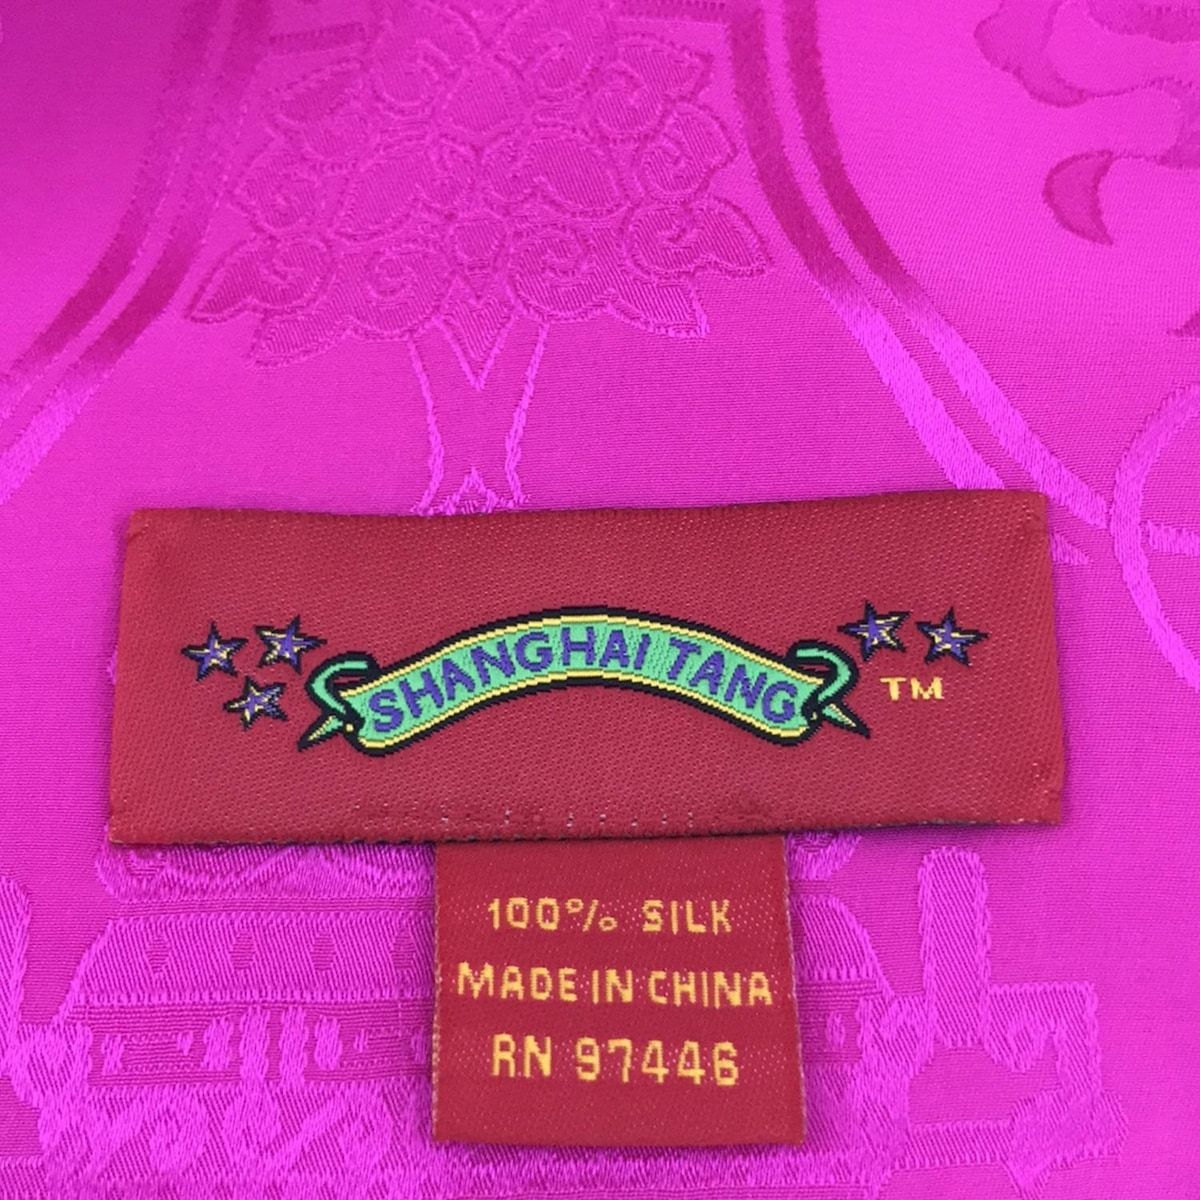 SHANGHAI TANG
TM
100% SILK
MADE IN CHINA
RN 97446